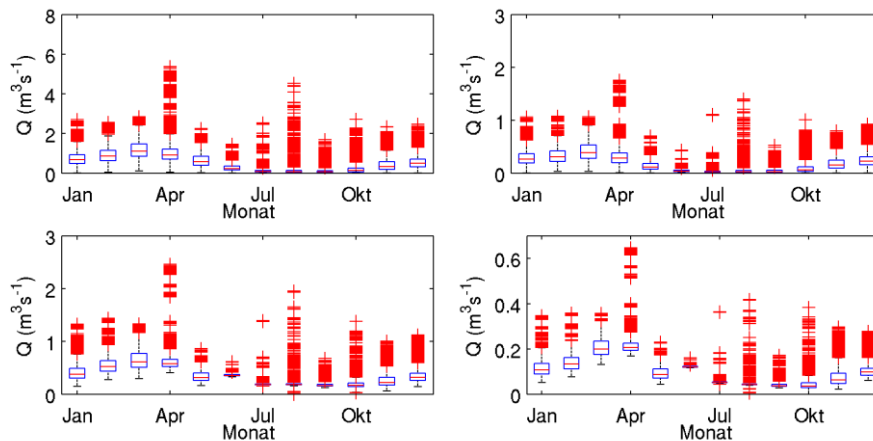 8
6
4
2
0
Q (m³s⁻¹)
Jan Apr Jul Okt
Monat
3
2
1
0
Q (m³s⁻¹)
Jan Apr Jul Okt
Monat
3
2
1
0
Q (m³s⁻¹)
Jan Apr Jul Okt
Monat
0.6
0.4
0.2
0
Q (m³s⁻¹)
Jan Apr Jul Okt
Monat